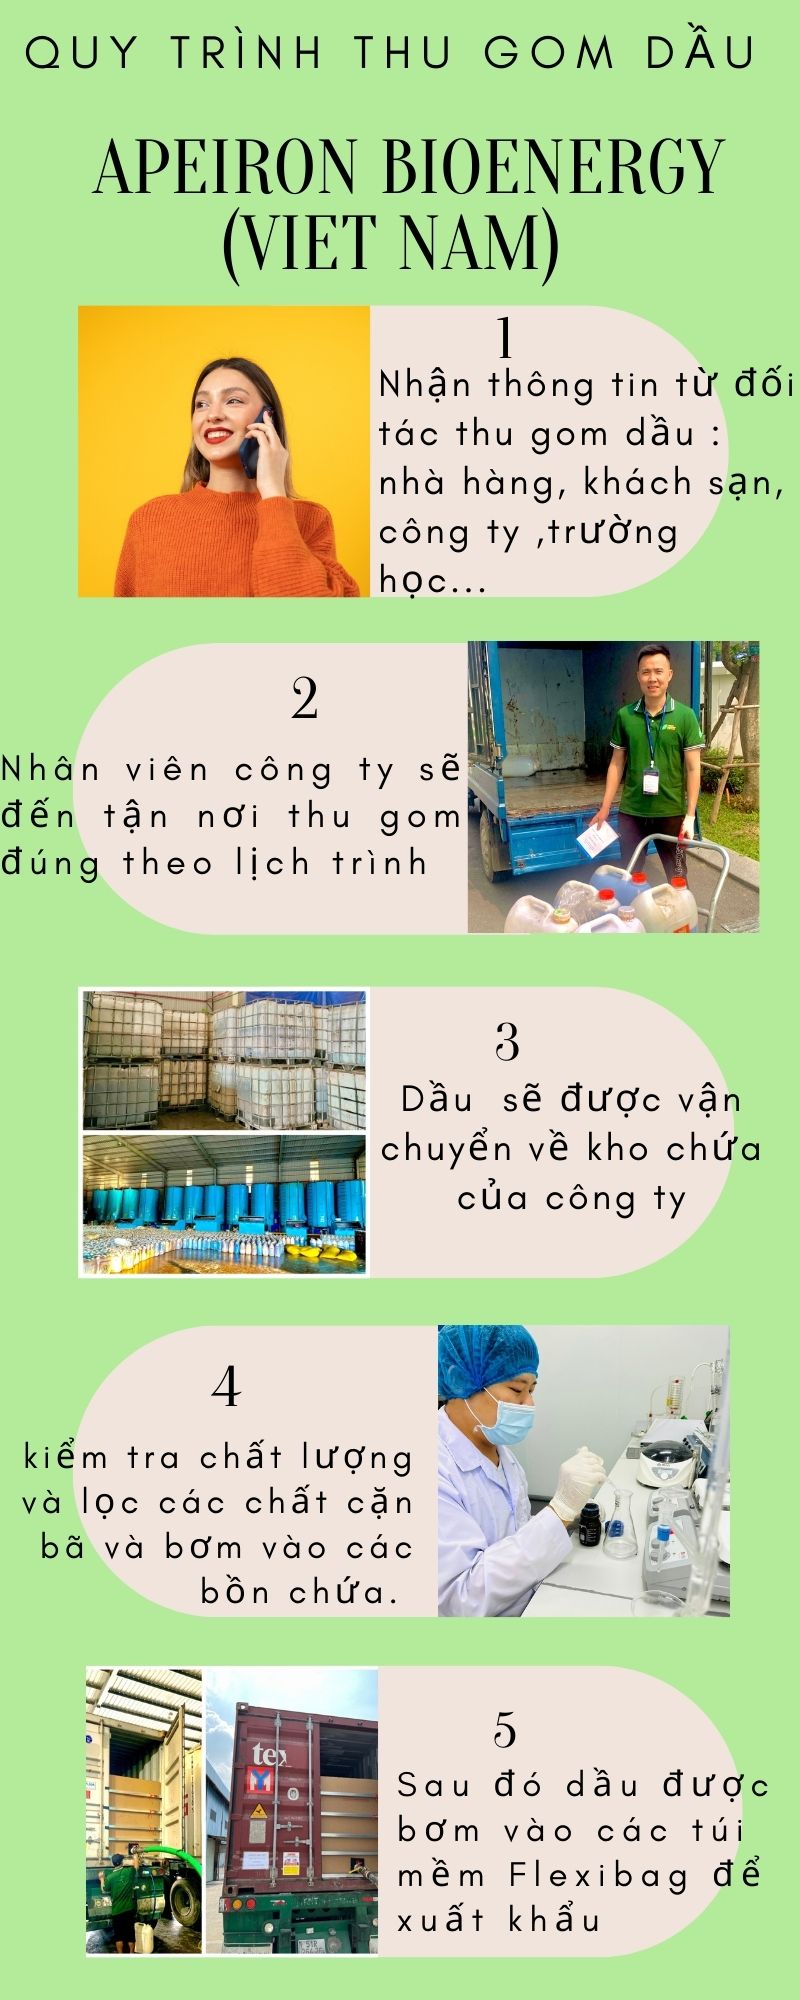 QUY TRÌNH THU GOM DẦU
APEIRON BIOENERGY
(VIET NAM)
1
Nhận thông tin từ đối
tác thu gom dầu :
nhà hàng, khách sạn,
công ty ,trường
học...
2
Nhân viên công ty sẽ
đến tận nơi thu gom
đúng theo lịch trình
3
Dầu sẽ được vận
chuyển về kho chứa
của công ty
4
kiểm tra chất lượng
và lọc các chất cặn
bã và bơm vào các
bồn chứa.
5
Sau đó dầu được
bơm vào các túi
mềm Flexibag để
xuất khẩu
tex